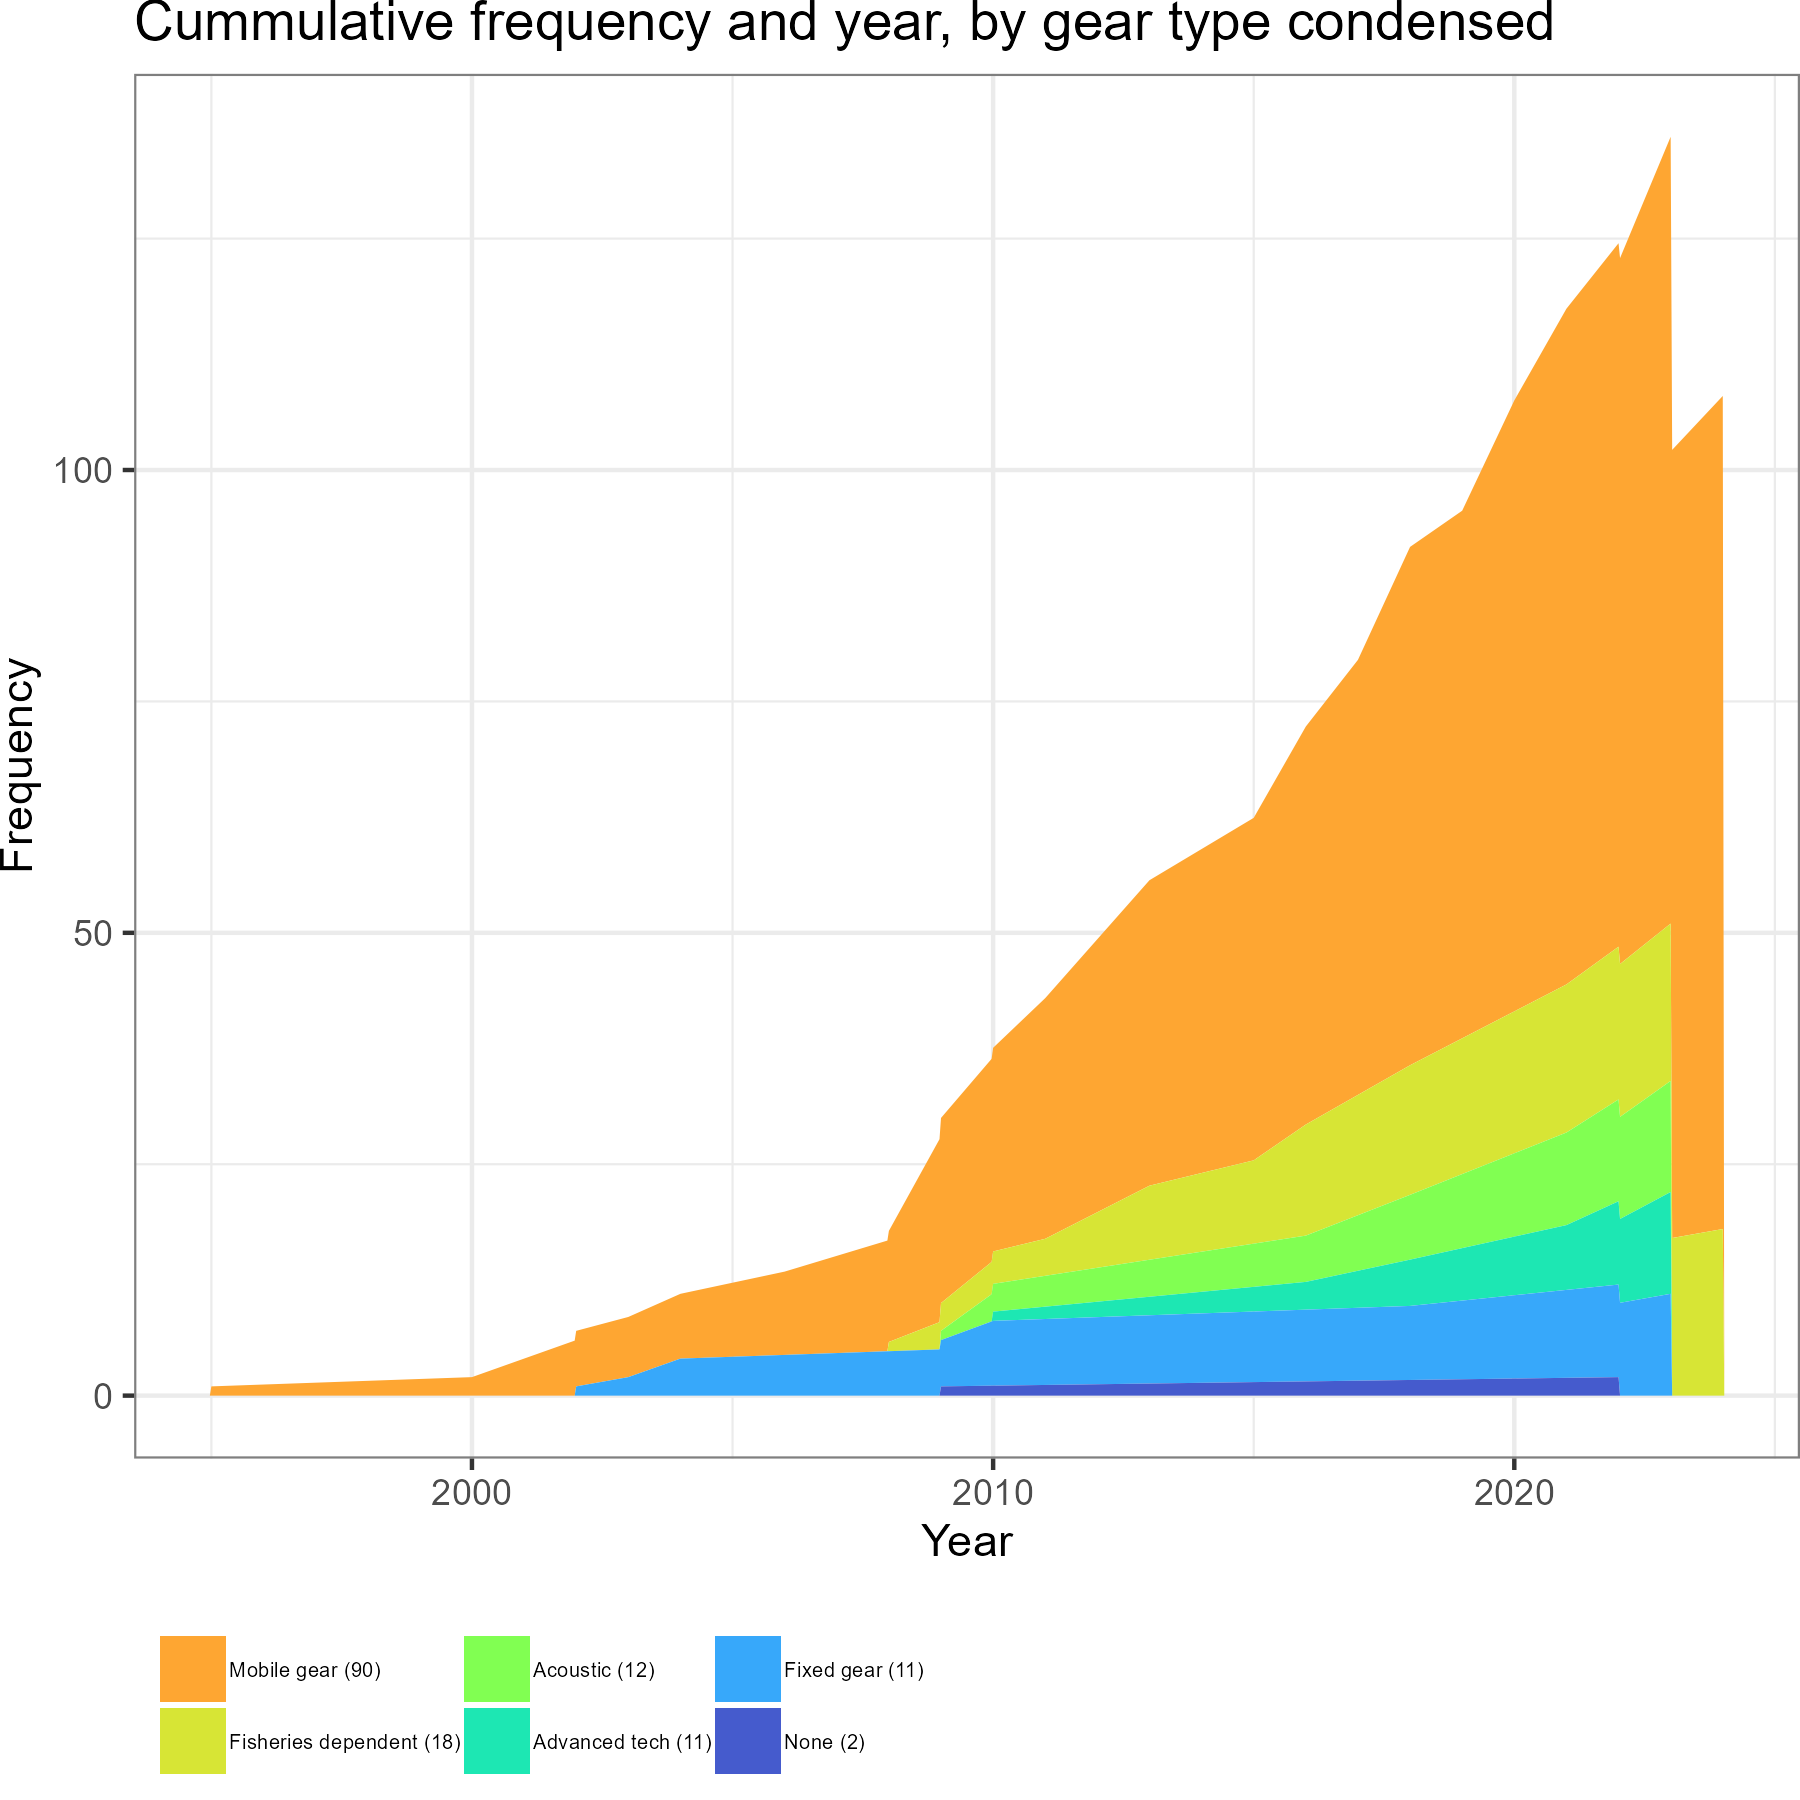 Cummulative frequency and year, by gear type condensed
Frequency
100
50
0
2000 2010 2020
Year
Mobile gear (90) Acoustic (12) Fixed gear (11)
Fisheries dependent (18) Advanced tech (11) None (2)